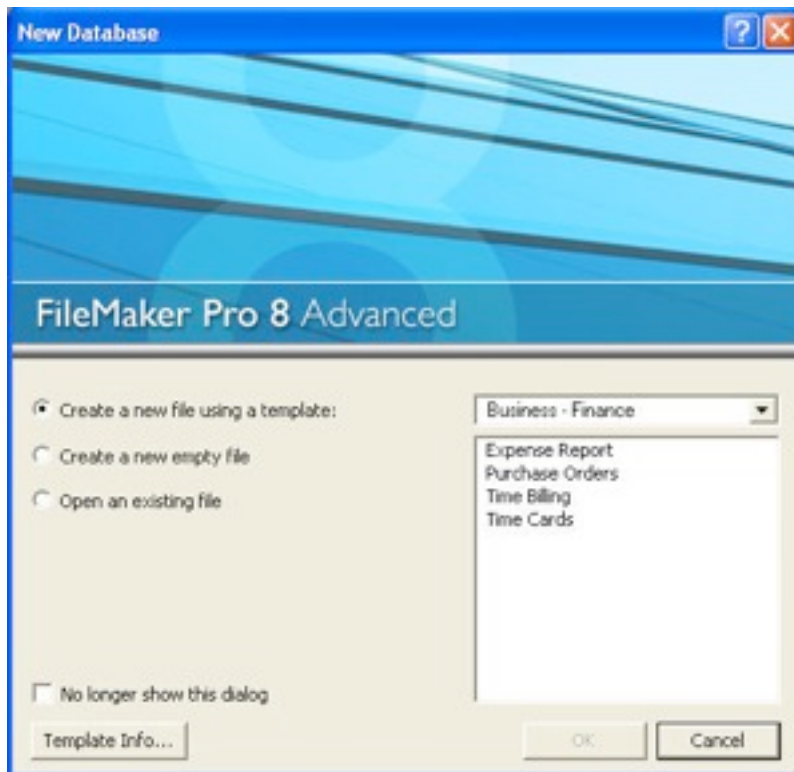 New Database
FileMaker Pro 8 Advanced
Create a new file using a template:
Business - Finance
Create a new empty file
Open an existing file
Expense Report
Purchase Orders
Time Billing
Time Cards
No longer show this dialog
Template Info...
OK
Cancel